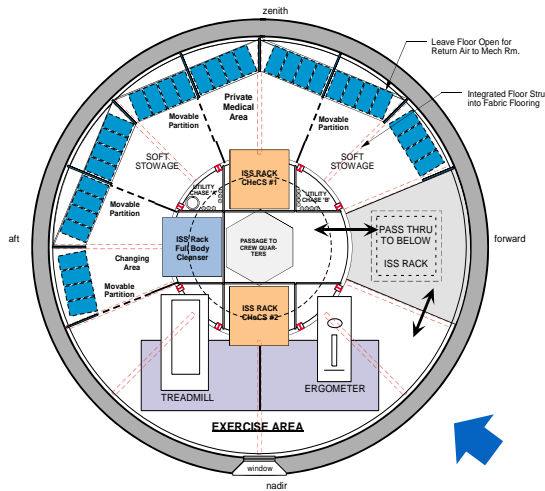 zenith
Leave Floor Open for
Return Air to Mech Rm.
Integrated Floor Stru
into Fabric Flooring
Private
Medical
Area
Movable
Partition
Movable
Partition
SOFT
STOWAGE
SOFT
STOWAGE
ISS RACK
CHeCS #1
UTILITY
CHASE 'A'
UTILITY
CHASE 'B'
Movable
Partition
aft
ISS Rack
Full Body
Cleanser
PASSAGE TO
CREW QUAR-
TERS
PASS THRU
TO BELOW
ISS RACK
forward
Changing
Area
Movable
Partition
ISS RACK
CHeCS #2
TREADMILL
ERGOMETER
EXERCISE AREA
window
nadir